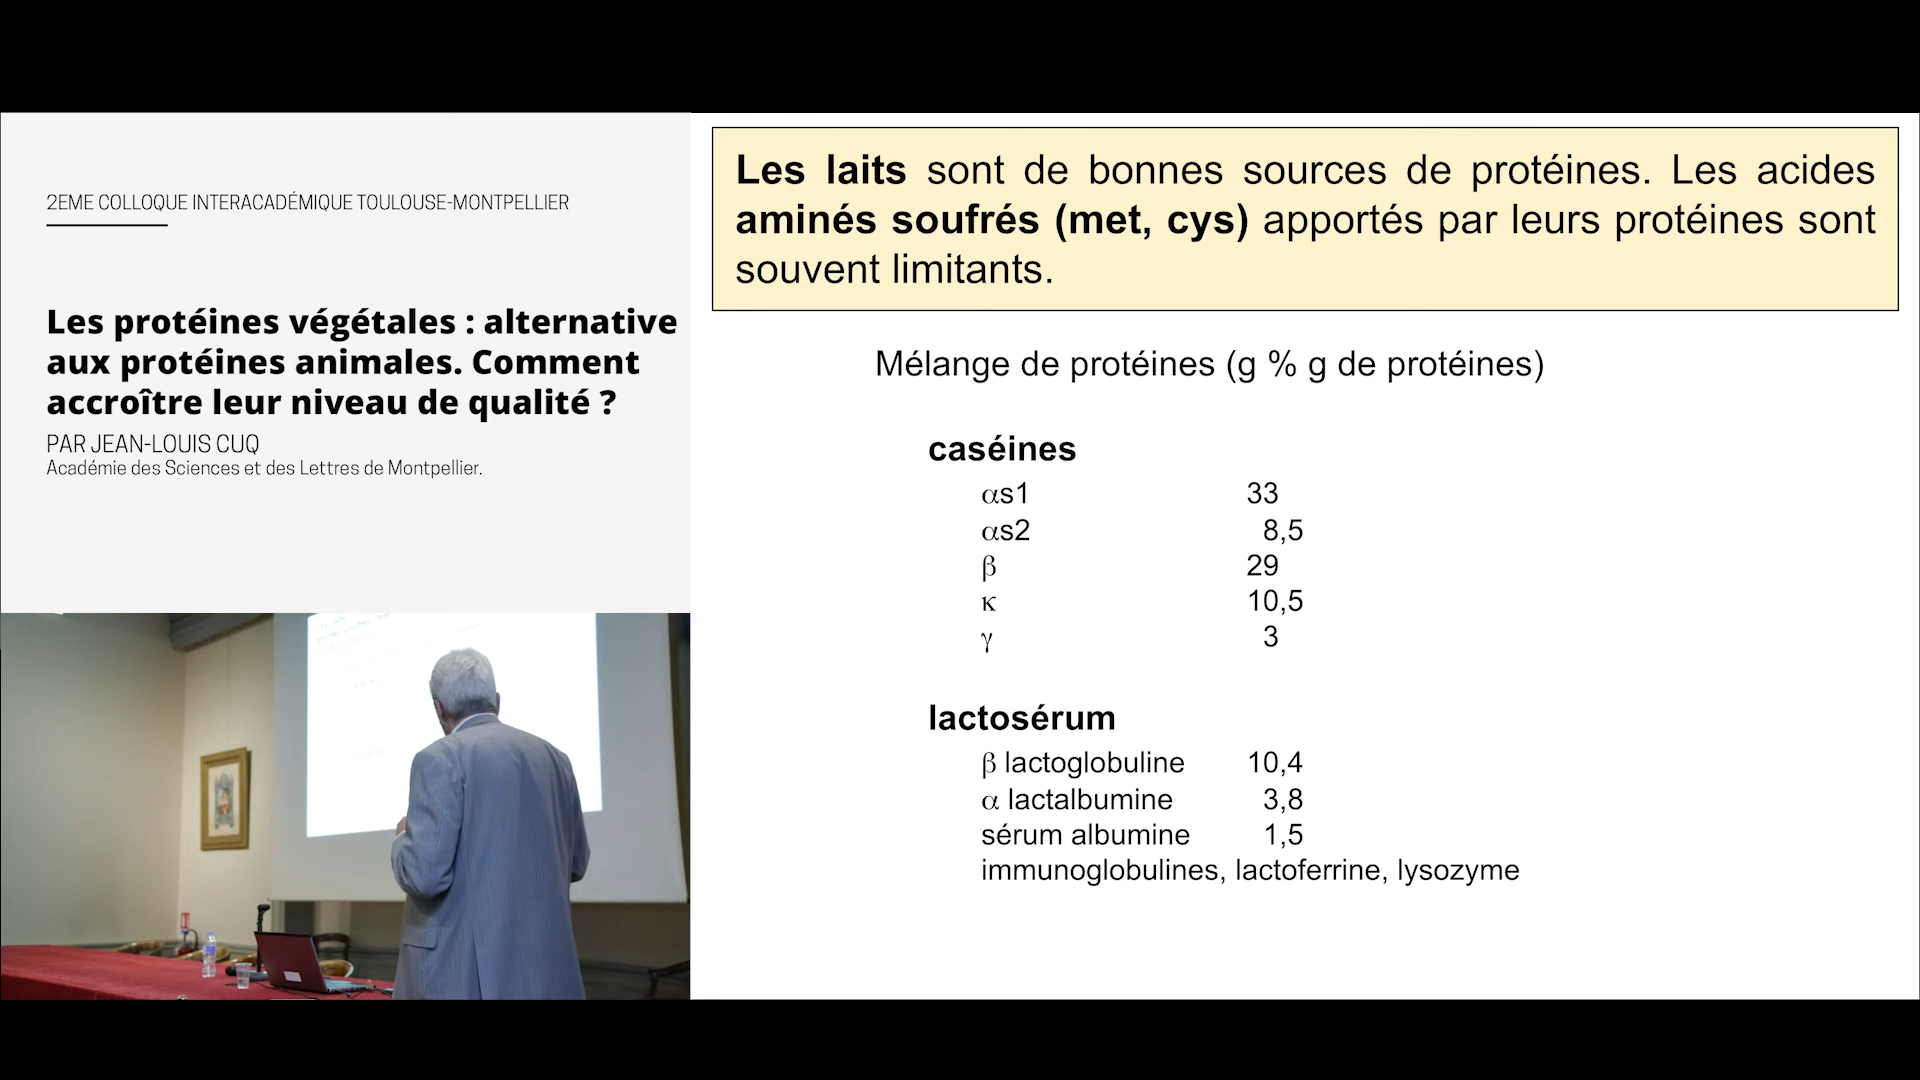 2EME COLLOQUE INTERACADÉMIQUE TOULOUSE-MONTPELLIER
Les protéines végétales : alternative
aux protéines animales. Comment
accroître leur niveau de qualité ?
PAR JEAN-LOUIS CUQ
Académie des Sciences et des Lettres de Montpellier.
Les laits sont de bonnes sources de protéines. Les acides
aminés soufrés (met, cys) apportés par leurs protéines sont
souvent limitants.
Mélange de protéines (g % g de protéines)
caséines
αs1 33
αs2 8,5
β 29
κ 10,5
γ 3
lactosérum
β lactoglobuline 10,4
α lactalbumine 3,8
sérum albumine 1,5
immunoglobulines, lactoferrine, lysozyme